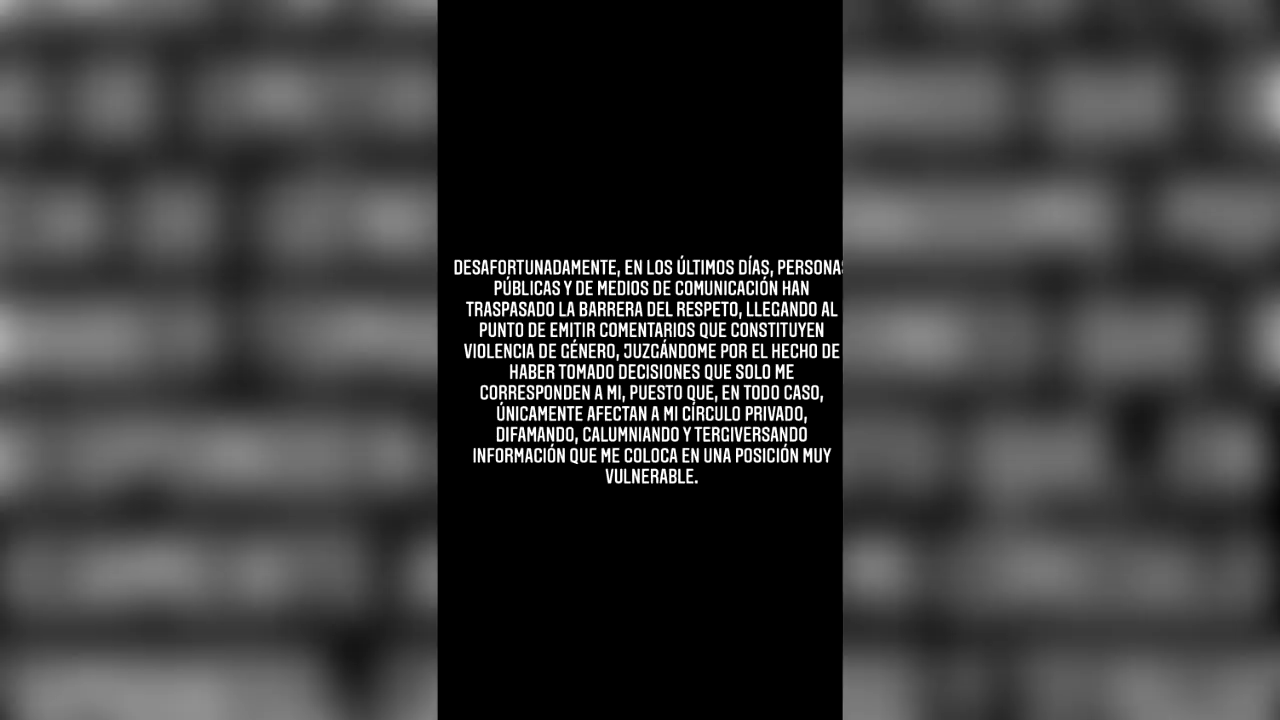 DESAFORTUNADAMENTE, EN LOS ÚLTIMOS DÍAS, PERSONAS
PÚBLICAS Y DE MEDIOS DE COMUNICACIÓN HAN
TRASPASADO LA BARRERA DEL RESPETO, LLEGANDO AL
PUNTO DE EMITIR COMENTARIOS QUE CONSTITUYEN
VIOLENCIA DE GÉNERO, JUZGÁNDOME POR EL HECHO DE
HABER TOMADO DECISIONES QUE SOLO ME
CORRESPONDEN A MI, PUESTO QUE, EN TODO CASO,
ÚNICAMENTE AFECTAN A MI CÍRCULO PRIVADO,
DIFAMANDO, CALUMNIANDO Y TERGIVERSANDO
INFORMACIÓN QUE ME COLOCA EN UNA POSICIÓN MUY
VULNERABLE.